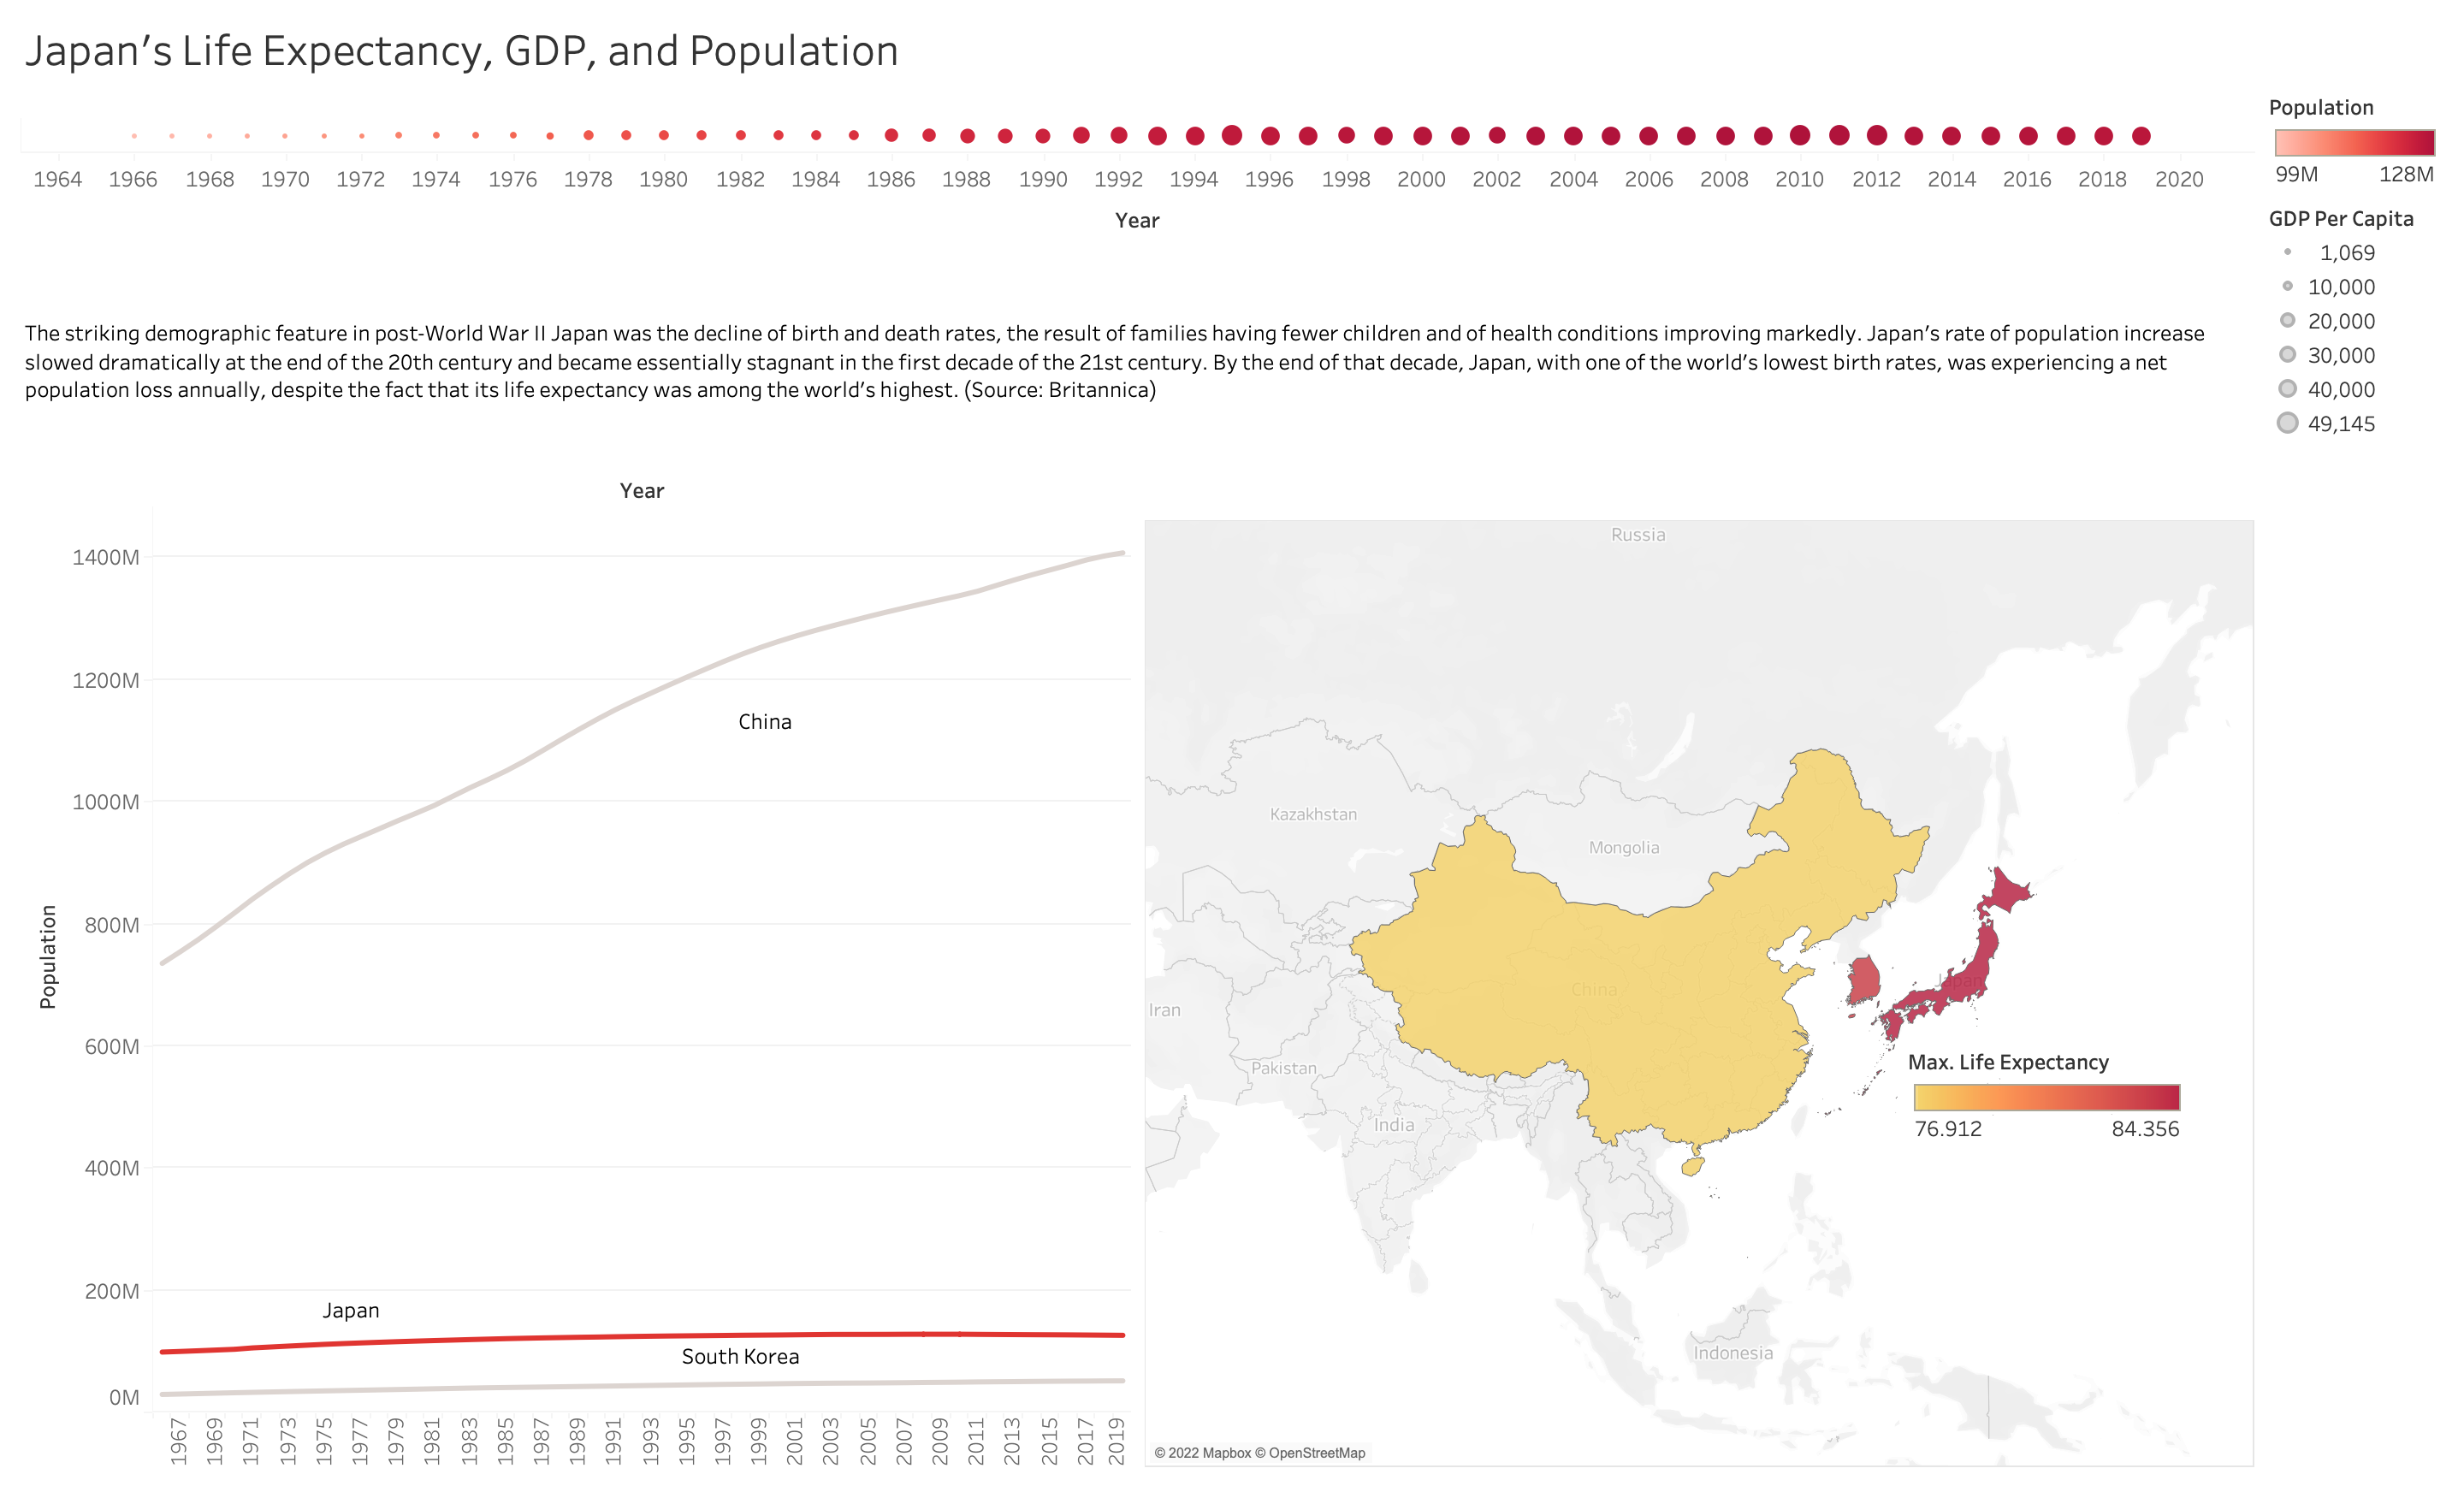 Japan’s Life Expectancy, GDP, and Population
1964 1966 1968 1970 1972 1974 1976 1978 1980 1982 1984 1986 1988 1990 1992 1994 1996 1998 2000 2002 2004 2006 2008 2010 2012 2014 2016 2018 2020
Year
Population
99M 128M
GDP Per Capita
1,069
10,000
20,000
30,000
40,000
49,145
The striking demographic feature in post-World War II Japan was the decline of birth and death rates, the result of families having fewer children and of health conditions improving markedly. Japan’s rate of population increase
slowed dramatically at the end of the 20th century and became essentially stagnant in the first decade of the 21st century. By the end of that decade, Japan, with one of the world’s lowest birth rates, was experiencing a net
population loss annually, despite the fact that its life expectancy was among the world’s highest. (Source: Britannica)
Year
1400M
1200M
1000M
800M
600M
400M
200M
0M
Population
China
Japan
South Korea
1967 1969 1971 1973 1975 1977 1979 1981 1983 1985 1987 1989 1991 1993 1995 1997 1999 2001 2003 2005 2007 2009 2011 2013 2015 2017 2019
Russia
Kazakhstan
Mongolia
Japan
China
Iran
Pakistan
India
Indonesia
Max. Life Expectancy
76.912 84.356
© 2022 Mapbox © OpenStreetMap